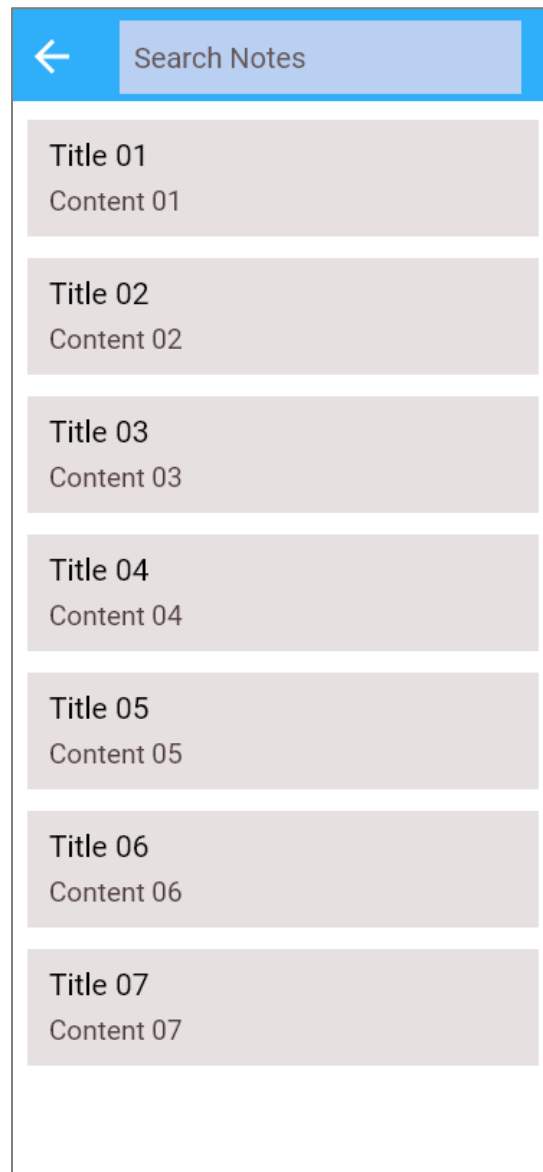 Search Notes
Title 01
Content 01
Title 02
Content 02
Title 03
Content 03
Title 04
Content 04
Title 05
Content 05
Title 06
Content 06
Title 07
Content 07